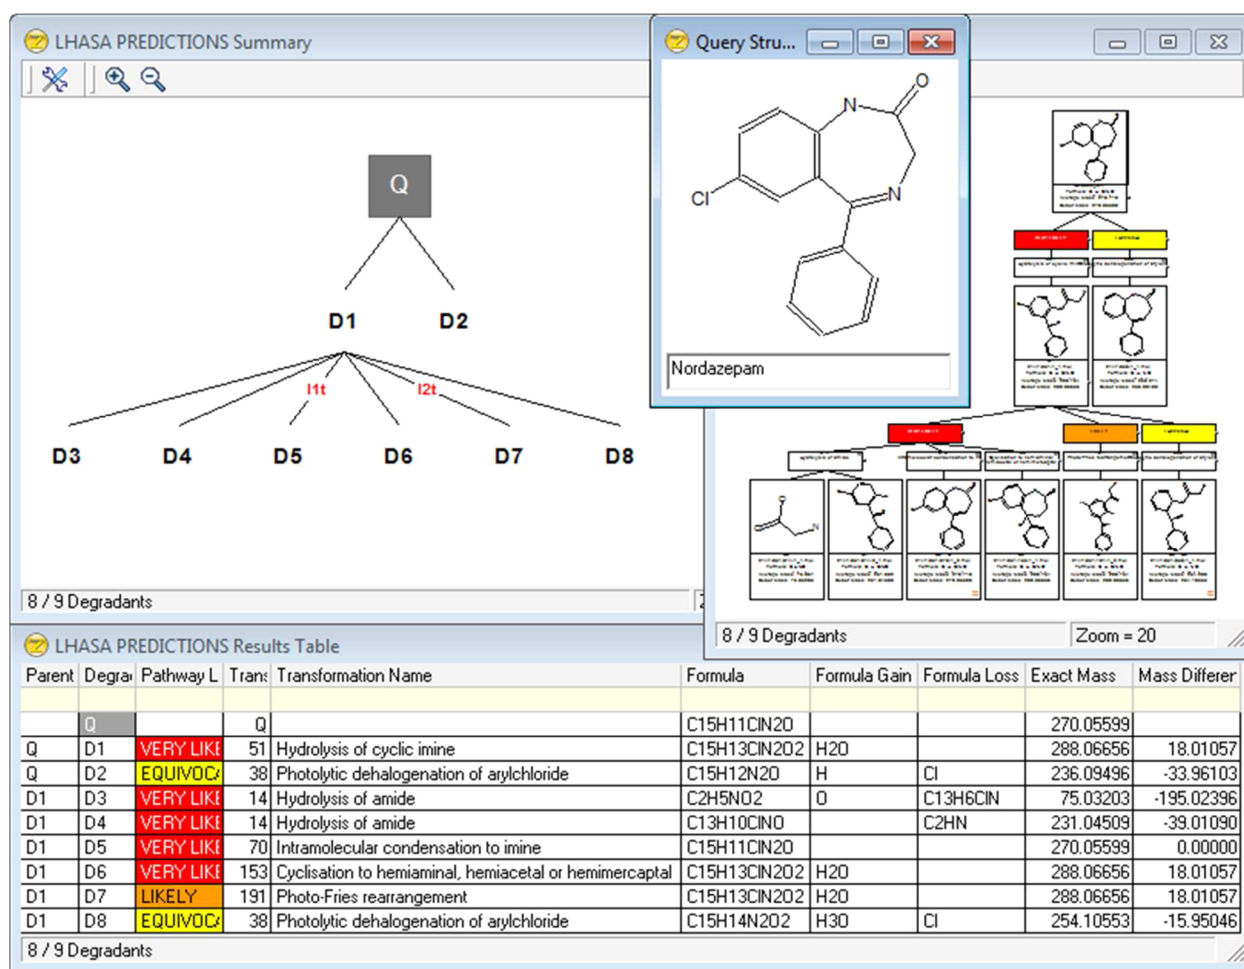 LHASA PREDICTIONS Summary
Q
D1 D2
I1t I2t
D3 D4 D5 D6 D7 D8
8 / 9 Degradants
Query Stru...
O
N
N
Cl
Nordazepam
8 / 9 Degradants Zoom = 20
LHASA PREDICTIONS Results Table
Parent Degra Pathway L Trans Transformation Name Formula Formula Gain Formula Loss Exact Mass Mass Differer
Q Q C15H11ClN2O 270.05599
Q D1 VERY LIKE 51 Hydrolysis of cyclic imine C15H13ClN2O2 H2O 288.06656 18.01057
Q D2 EQUIVOCA 38 Photolytic dehalogenation of arylchloride C15H12N2O H Cl 236.09496 -33.96103
D1 D3 VERY LIKE 14 Hydrolysis of amide C2H5NO2 O C13H6ClN 75.03203 -195.02396
D1 D4 VERY LIKE 14 Hydrolysis of amide C13H10ClNO C2HN 231.04509 -39.01090
D1 D5 VERY LIKE 70 Intramolecular condensation to imine C15H11ClN2O 270.05599 0.00000
D1 D6 VERY LIKE 153 Cyclisation to hemiaminal, hemiacetal or hemimercaptal C15H13ClN2O2 H2O 288.06656 18.01057
D1 D7 LIKELY 191 Photo-Fries rearrangement C15H13ClN2O2 H2O 288.06656 18.01057
D1 D8 EQUIVOCA 38 Photolytic dehalogenation of arylchloride C15H14N2O2 H3O Cl 254.10553 -15.95046
8 / 9 Degradants